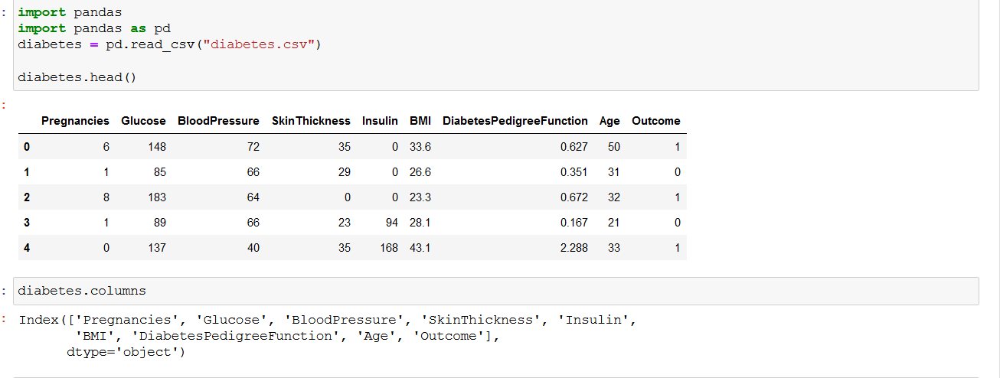 : import pandas
import pandas as pd
diabetes = pd.read_csv("diabetes.csv")
diabetes.head()
:
Pregnancies Glucose BloodPressure SkinThickness Insulin BMI DiabetesPedigreeFunction Age Outcome
0 6 148 72 35 0 33.6 0.627 50 1
1 1 85 66 29 0 26.6 0.351 31 0
2 8 183 64 0 0 23.3 0.672 32 1
3 1 89 66 23 94 28.1 0.167 21 0
4 0 137 40 35 168 43.1 2.288 33 1
: diabetes.columns
: Index(['Pregnancies', 'Glucose', 'BloodPressure', 'SkinThickness', 'Insulin',
'BMI', 'DiabetesPedigreeFunction', 'Age', 'Outcome'],
dtype='object')